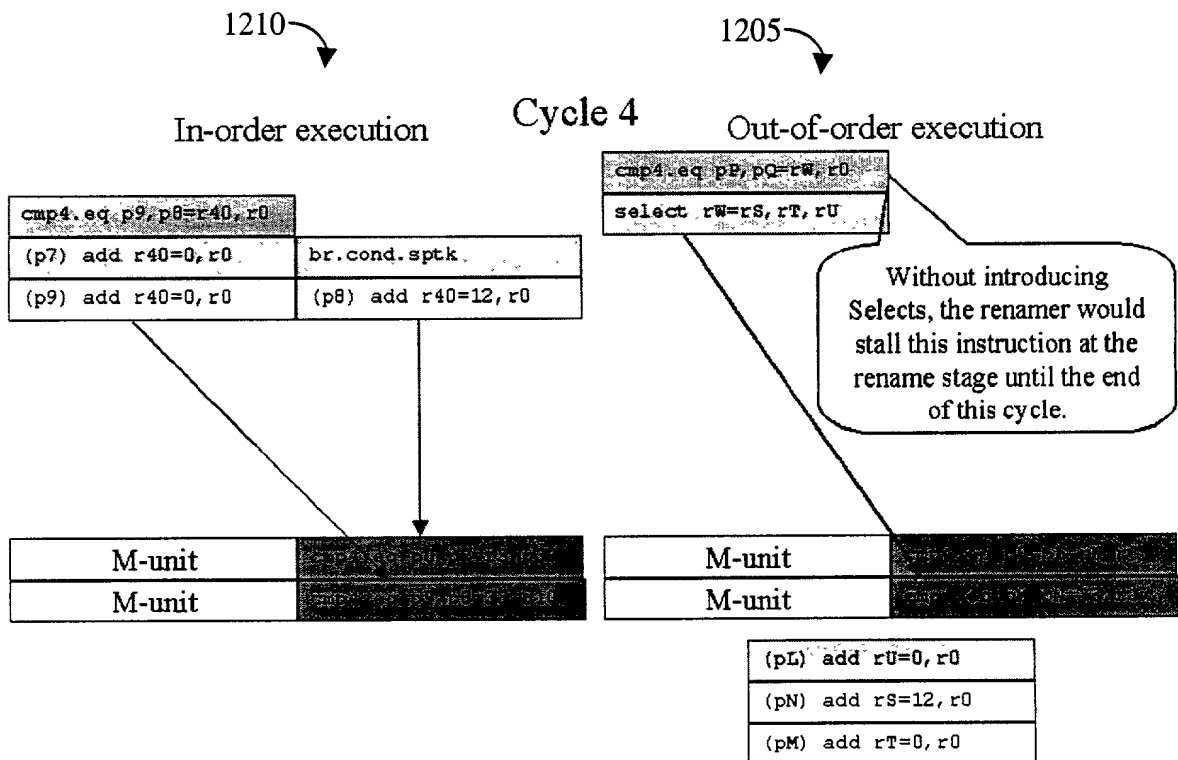 1210
1205
Cycle 4
In-order execution
Out-of-order execution
cmp4.eq p9,p8=r40,r0
(p7) add r40=0,r0
br.cond.sptk
(p9) add r40=0,r0
(p8) add r40=12,r0
cmp4.eq pP,pQ=rW,r0
select rW=rS,rT,rU
Without introducing
Selects, the renamer would
stall this instruction at the
rename stage until the end
of this cycle.
M-unit
M-unit
M-unit
M-unit
(pL) add rU=0,r0
(pN) add rS=12,r0
(pM) add rT=0,r0